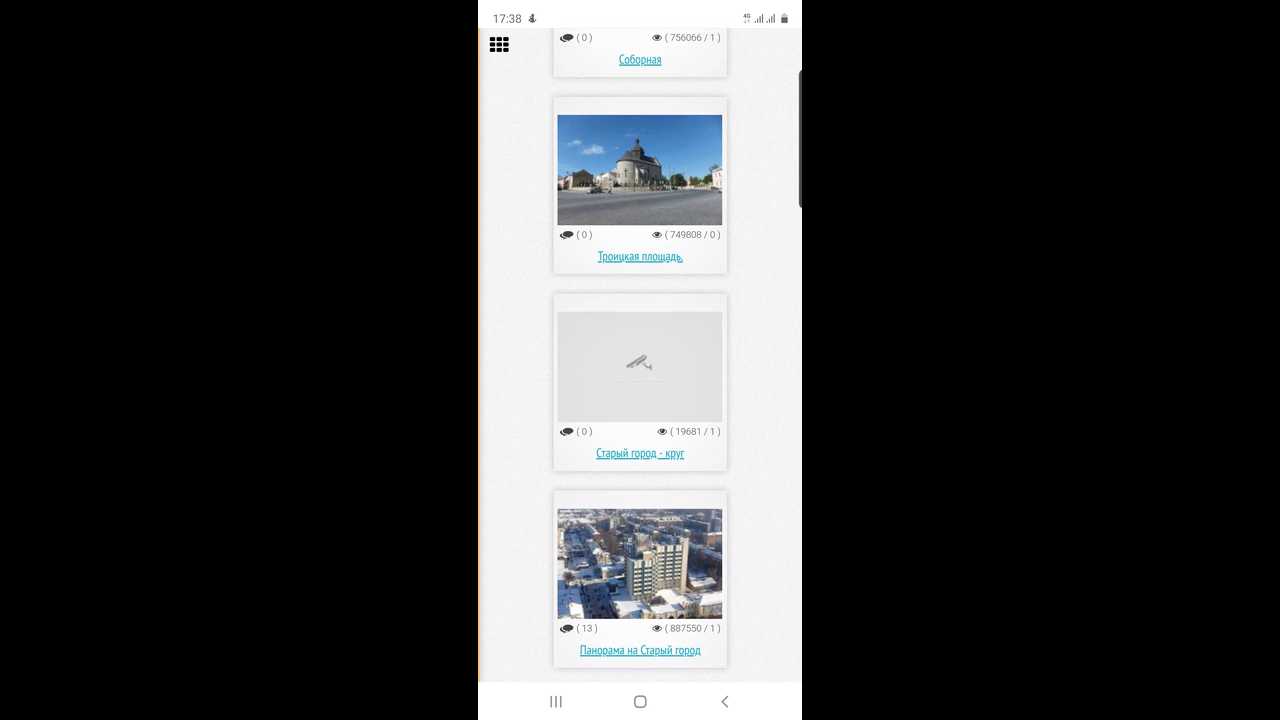 17:38
4G
( 0 )
( 756066 / 1 )
Соборная
( 0 )
( 749808 / 0 )
Троицкая площадь.
( 0 )
( 19681 / 1 )
Старый город - круг
( 13 )
( 887550 / 1 )
Панорама на Старый город